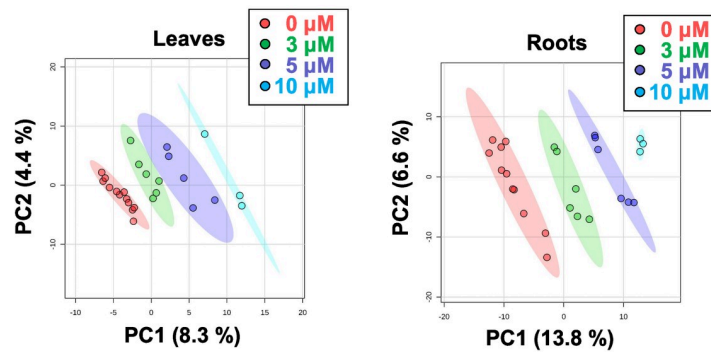 Leaves
0 µM
3 µM
5 µM
10 µM
20
10
0
-10
PC2 (4.4 %)
-10
-5
0
5
10
15
20
PC1 (8.3 %)
Roots
0 µM
3 µM
5 µM
10 µM
10
0
-10
-20
PC2 (6.6 %)
-20
-10
0
10
PC1 (13.8 %)